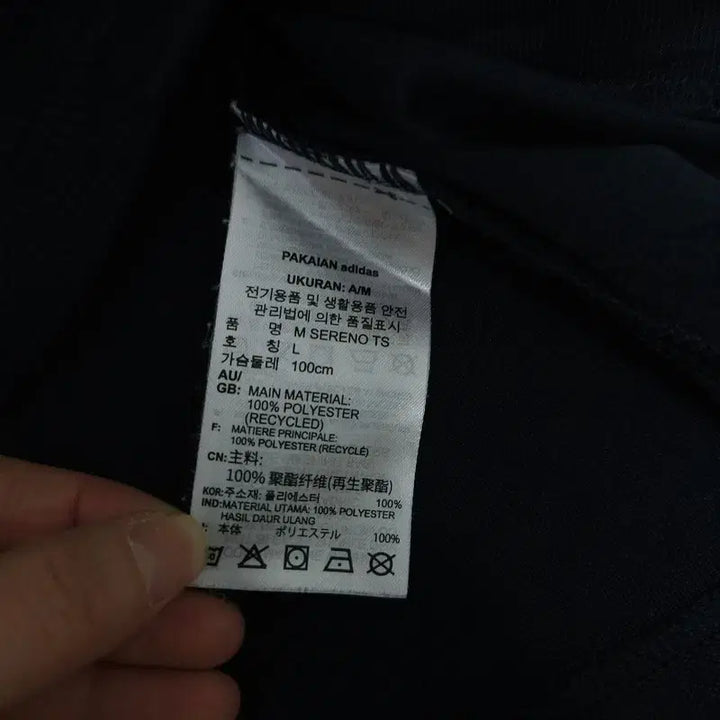 PAKAIAN adidas
UKURAN: A/M
전기용품 및 생활용품 안전
관리법에 의한 품질표시
품 명 M SERENO TS
호 칭 L
가슴둘레 100cm
AU/
GB: MAIN MATERIAL:
100% POLYESTER
(RECYCLED)
F: MATIERE PRINCIPALE:
100% POLYESTER (RECYCLÉ)
CN: 主料:
100% 聚酯纤维(再生聚酯)
KOR: 주소재: 폴리에스터 100%
IND: MATERIAL UTAMA: 100% POLYESTER
HASIL DAUR ULANG
本体 ポリエステル 100%